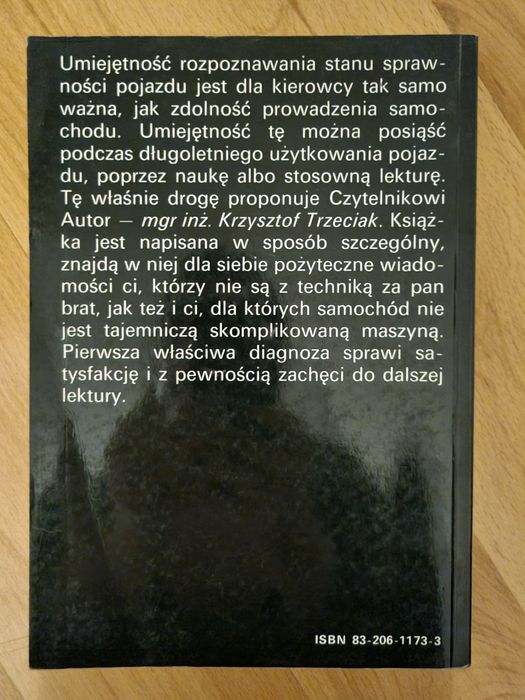 Umiejętność rozpoznawania stanu spraw-
ności pojazdu jest dla kierowcy tak samo
ważna, jak zdolność prowadzenia samo-
chodu. Umiejętność tę można posiąść
podczas długoletniego użytkowania pojaz-
du, poprzez naukę albo stosowną lekturę.
Tę właśnie drogę proponuje Czytelnikowi
Autor — mgr inż. Krzysztof Trzeciak. Książ-
ka jest napisana w sposób szczególny,
znajdą w niej dla siebie pożyteczne wiado-
mości ci, którzy nie są z techniką za pan
brat, jak też i ci, dla których samochód nie
jest tajemniczą skomplikowaną maszyną.
Pierwsza właściwa diagnoza sprawi sa-
tysfakcję i z pewnością zachęci do dalszej
lektury.
ISBN 83-206-1173-3